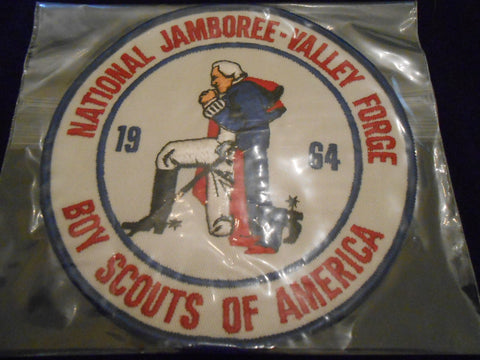 NATIONAL JAMBOREE-VALLEY FORGE
19 64
BOY SCOUTS OF AMERICA